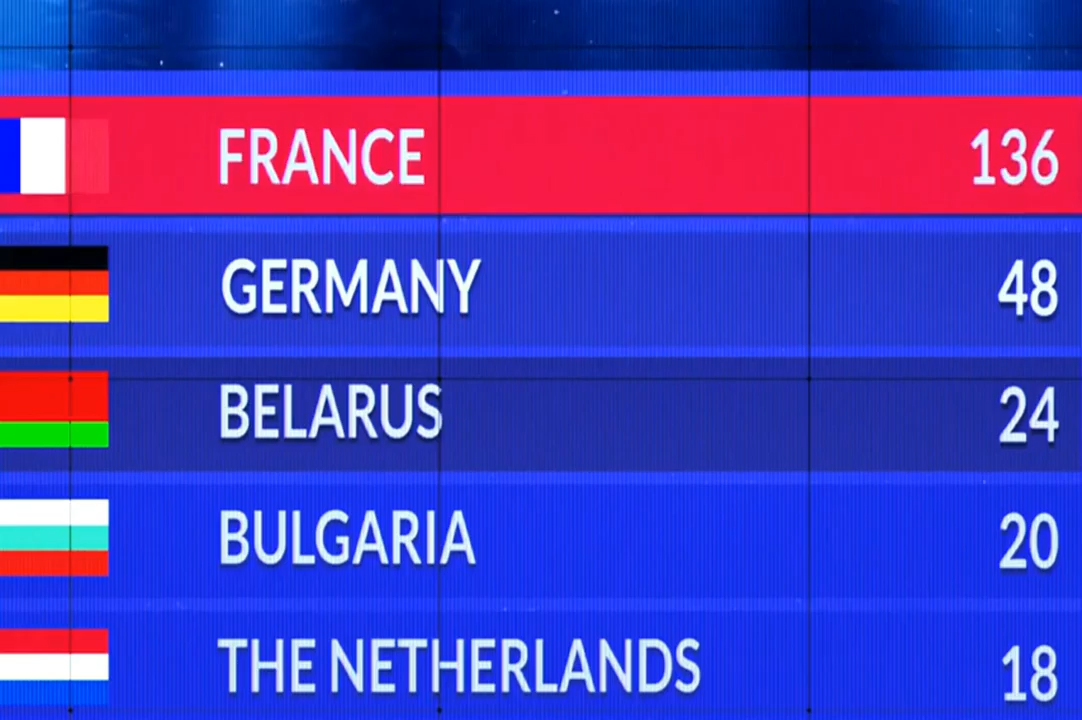 FRANCE 136
GERMANY 48
BELARUS 24
BULGARIA 20
THE NETHERLANDS 18